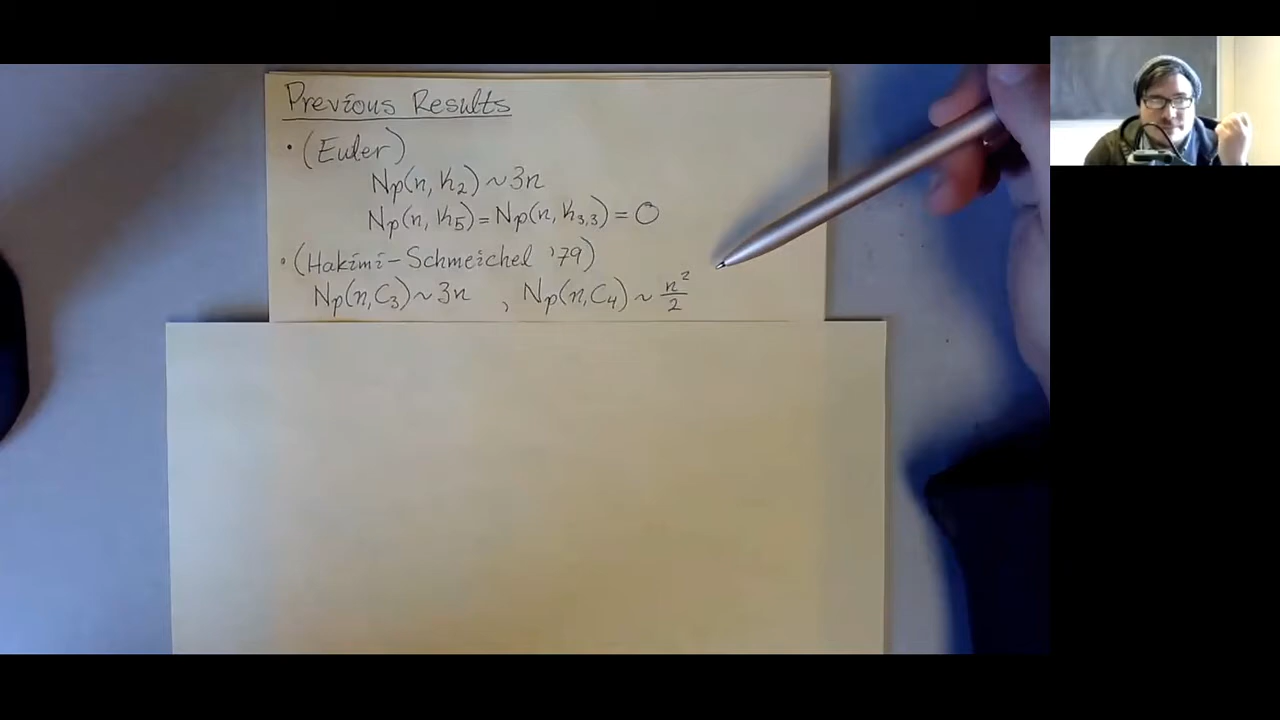 Previous Results
• (Euler)
Np(n, K₂) ~ 3n
Np(n, K₅) = Np(n, K₃,₃) = 0
• (Hakimi-Schmeichel '79)
Np(n, C₃) ~ 3n , Np(n, C₄) ~ n²/2